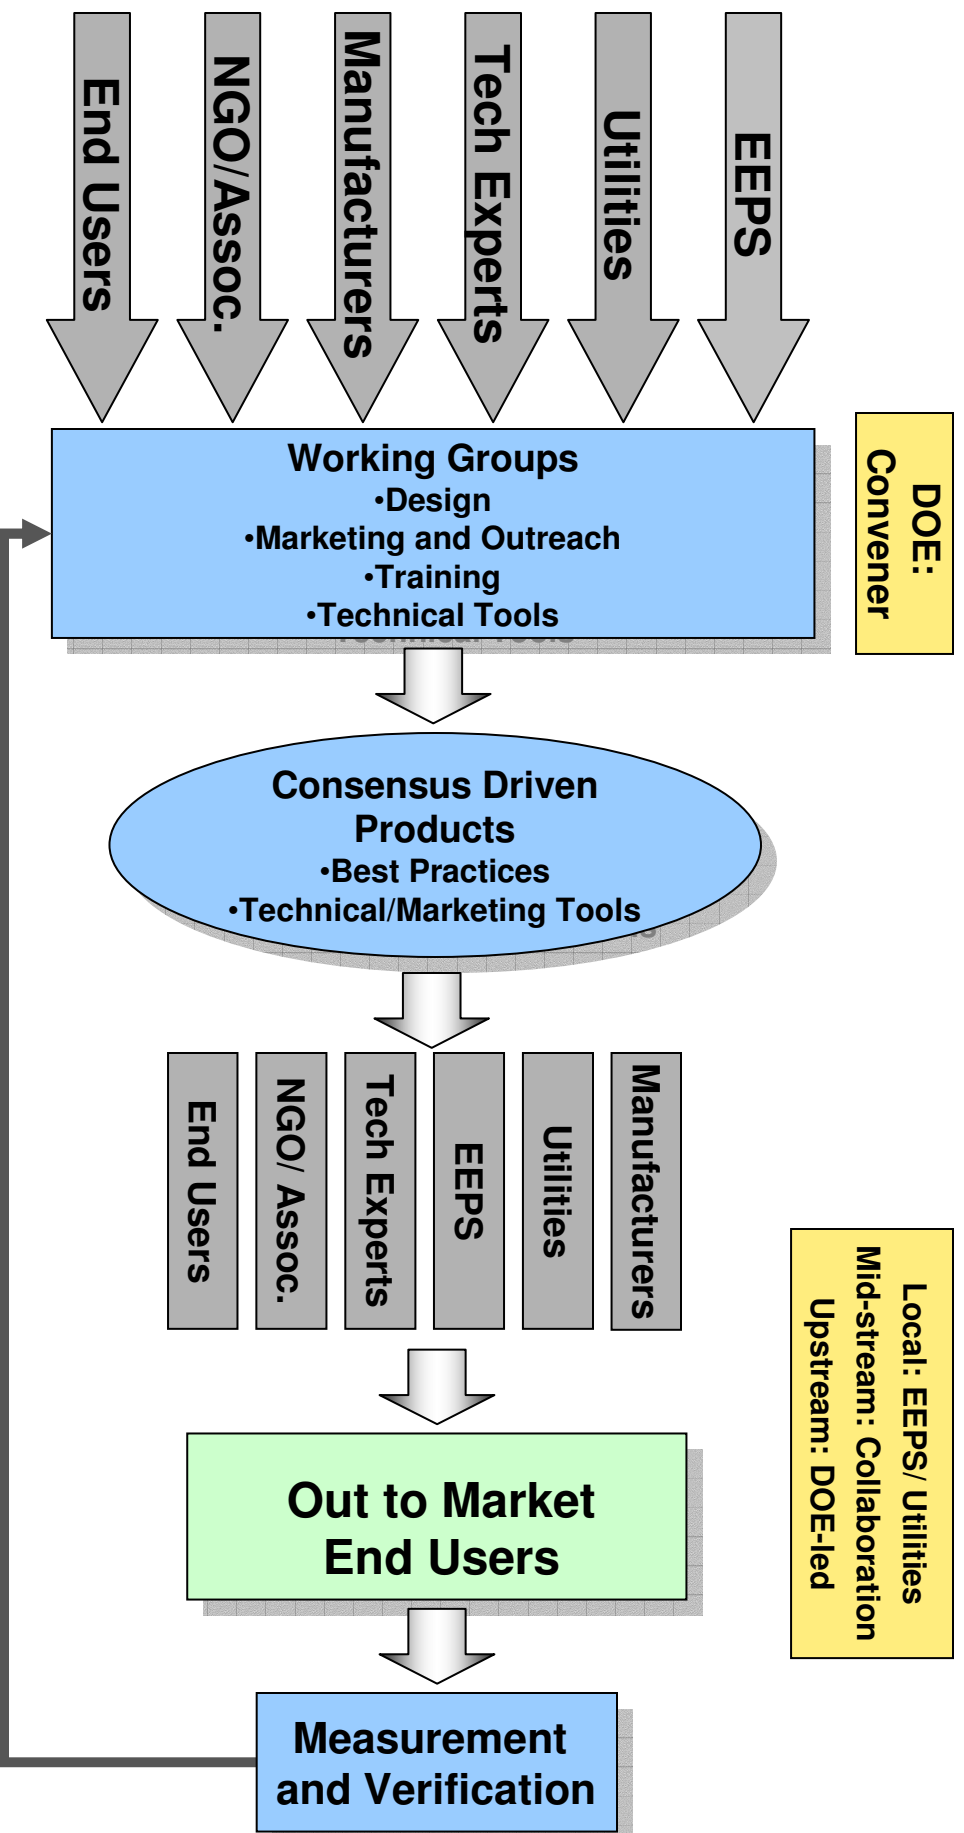 End Users
NGO/Assoc.
Manufacturers
Tech Experts
Utilities
EEPS
DOE:
Convener
Working Groups
•Design
•Marketing and Outreach
•Training
•Technical Tools
Consensus Driven
Products
•Best Practices
•Technical/Marketing Tools
End Users
NGO/ Assoc.
Tech Experts
EEPS
Utilities
Manufacturers
Local: EEPS/ Utilities
Mid-stream: Collaboration
Upstream: DOE-led
Out to Market
End Users
Measurement
and Verification